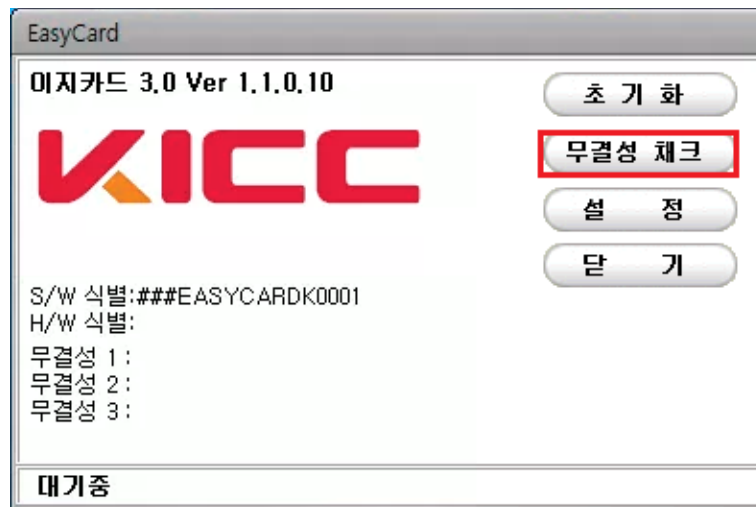 EasyCard
이지카드 3.0 Ver 1.1.0.10
KICC
초 기 화
무결성 채크
설 정
닫 기
S/W 식별:###EASYCARDK0001
H/W 식별:
무결성 1 :
무결성 2 :
무결성 3 :
대기중